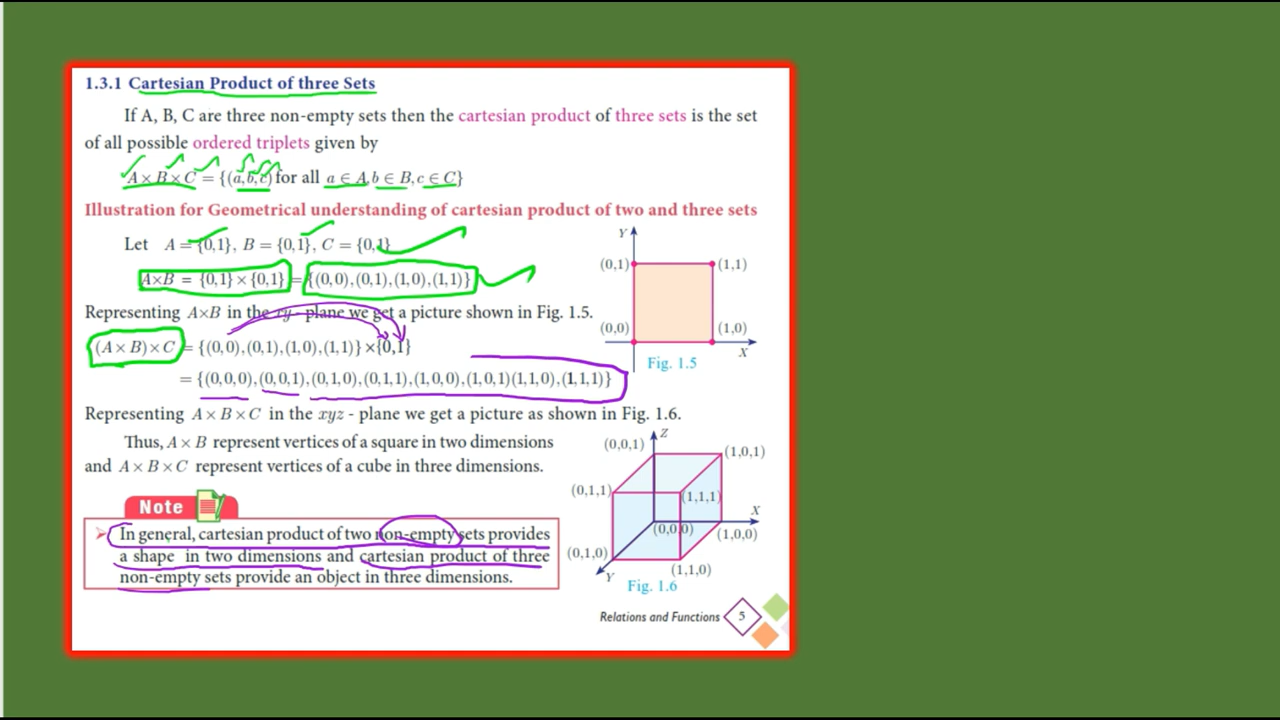 1.3.1 Cartesian Product of three Sets
If A, B, C are three non-empty sets then the cartesian product of three sets is the set
of all possible ordered triplets given by
A×B×C = {(a,b,c) for all a ∈ A, b ∈ B, c ∈ C}
Illustration for Geometrical understanding of cartesian product of two and three sets
Let A = {0,1}, B = {0,1}, C = {0,1}
A×B = {0,1}×{0,1} = {(0,0),(0,1),(1,0),(1,1)}
Representing A×B in the xy - plane we get a picture shown in Fig. 1.5.
(A×B)×C = {(0,0),(0,1),(1,0),(1,1)}×{0,1}
= {(0,0,0),(0,0,1),(0,1,0),(0,1,1),(1,0,0),(1,0,1)(1,1,0),(1,1,1)}
Representing A×B×C in the xyz - plane we get a picture as shown in Fig. 1.6.
Thus, A×B represent vertices of a square in two dimensions
and A×B×C represent vertices of a cube in three dimensions.
Note
In general, cartesian product of two non-empty sets provides
a shape in two dimensions and cartesian product of three
non-empty sets provide an object in three dimensions.
Y
(0,1) (1,1)
(0,0) (1,0)
X
Fig. 1.5
Z
(0,0,1) (1,0,1)
(0,1,1) (1,1,1)
X
(0,0,0) (1,0,0)
(0,1,0) (1,1,0)
Y
Fig. 1.6
Relations and Functions 5